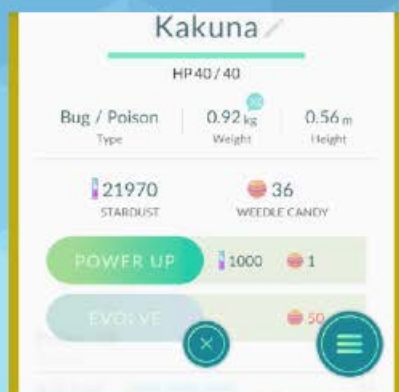 Kakuna
HP 40 / 40
Bug / Poison 0.92 kg 0.56 m
Type Weight Height
21970 36
STARDUST WEEDLE CANDY
POWER UP 1000 1
EVOLVE 50